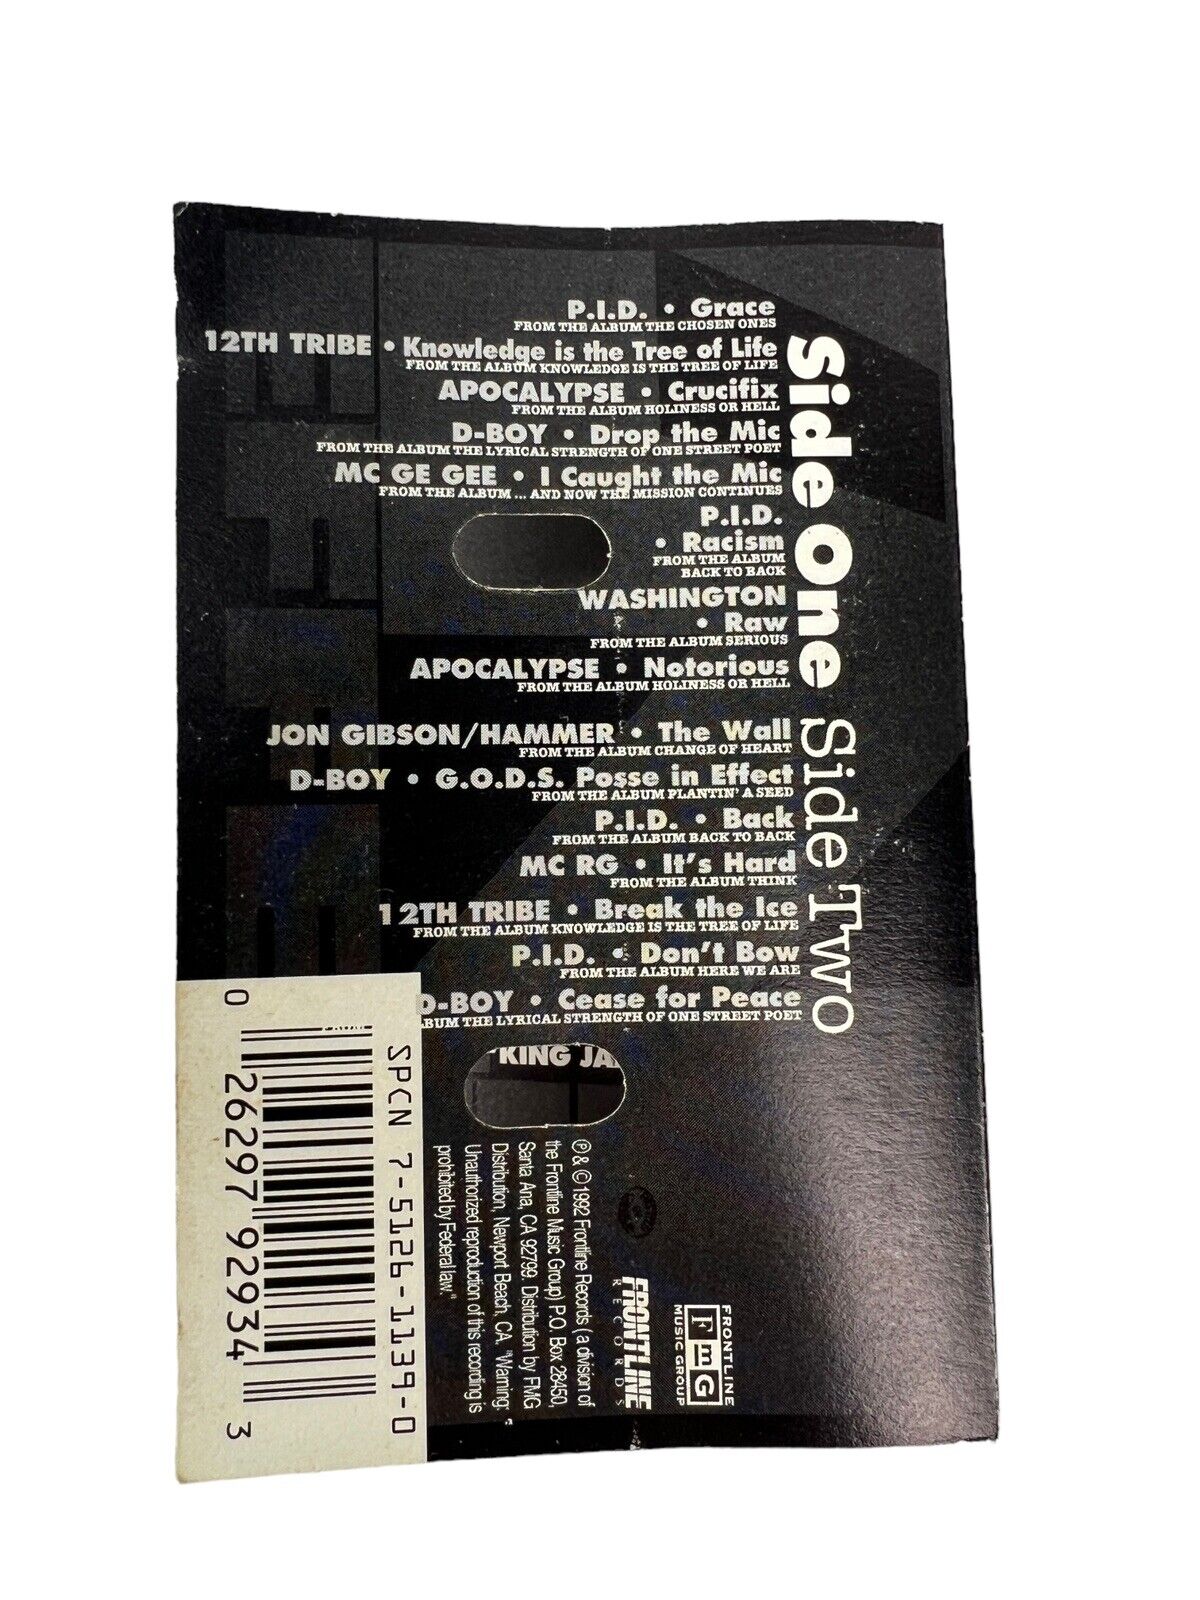 Side One
P.I.D. • Grace
FROM THE ALBUM THE CHOSEN ONES
12TH TRIBE • Knowledge is the Tree of Life
FROM THE ALBUM KNOWLEDGE IS THE TREE OF LIFE
APOCALYPSE • Crucifix
FROM THE ALBUM HOLINESS OR HELL
D-BOY • Drop the Mic
FROM THE ALBUM THE LYRICAL STRENGTH OF ONE STREET POET
MC GE GEE • I Caught the Mic
FROM THE ALBUM ... AND NOW THE MISSION CONTINUES
P.I.D.
• Racism
FROM THE ALBUM
BACK TO BACK
WASHINGTON
• Raw
FROM THE ALBUM SERIOUS
APOCALYPSE • Notorious
FROM THE ALBUM HOLINESS OR HELL
Side Two
JON GIBSON/HAMMER • The Wall
FROM THE ALBUM CHANGE OF HEART
D-BOY • G.O.D.S. Posse in Effect
FROM THE ALBUM PLANTIN' A SEED
P.I.D. • Back
FROM THE ALBUM BACK TO BACK
MC RG • It's Hard
FROM THE ALBUM THINK
12TH TRIBE • Break the Ice
FROM THE ALBUM KNOWLEDGE IS THE TREE OF LIFE
P.I.D. • Don't Bow
FROM THE ALBUM HERE WE ARE
D-BOY • Cease for Peace
LBUM THE LYRICAL STRENGTH OF ONE STREET POET
KING JA
℗ & © 1992 Frontline Records ( a division of
the Frontline Music Group) P.O. Box 28450,
Santa Ana, CA 92799. Distribution by FMG
Distribution, Newport Beach, CA. "Warning:
Unauthorized reproduction of this recording is
prohibited by Federal law."
FRONTLINE
RECORDS
FRONTLINE
FmG
MUSIC GROUP
SPCN 7-5126-1139-0
0 26297 92934 3